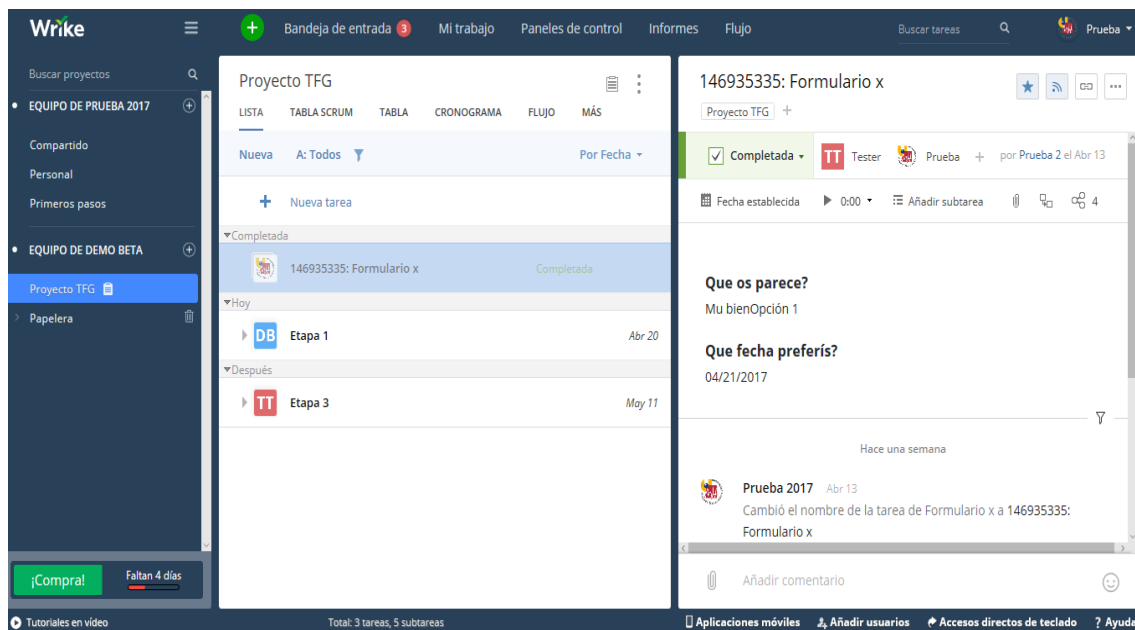 Wrike
Bandeja de entrada 3 Mi trabajo Paneles de control Informes Flujo Buscar tareas Prueba
Buscar proyectos
EQUIPO DE PRUEBA 2017
Compartido
Personal
Primeros pasos
EQUIPO DE DEMO BETA
Proyecto TFG
Papelera
¡Compra! Faltan 4 días
Proyecto TFG
LISTA TABLA SCRUM TABLA CRONOGRAMA FLUJO MÁS
Nueva A: Todos Por Fecha
Nueva tarea
Completada
146935335: Formulario x Completada
Hoy
DB Etapa 1 Abr 20
Después
TT Etapa 3 May 11
146935335: Formulario x
Proyecto TFG +
Completada TT Tester Prueba + por Prueba 2 el Abr 13
Fecha establecida 0:00 Añadir subtarea 4
Que os parece?
Mu bienOpción 1
Que fecha preferís?
04/21/2017
Hace una semana
Prueba 2017 Abr 13
Cambió el nombre de la tarea de Formulario x a 146935335:
Formulario x
Añadir comentario
Tutoriales en vídeo Total: 3 tareas, 5 subtareas Aplicaciones móviles Añadir usuarios Accesos directos de teclado ? Ayuda